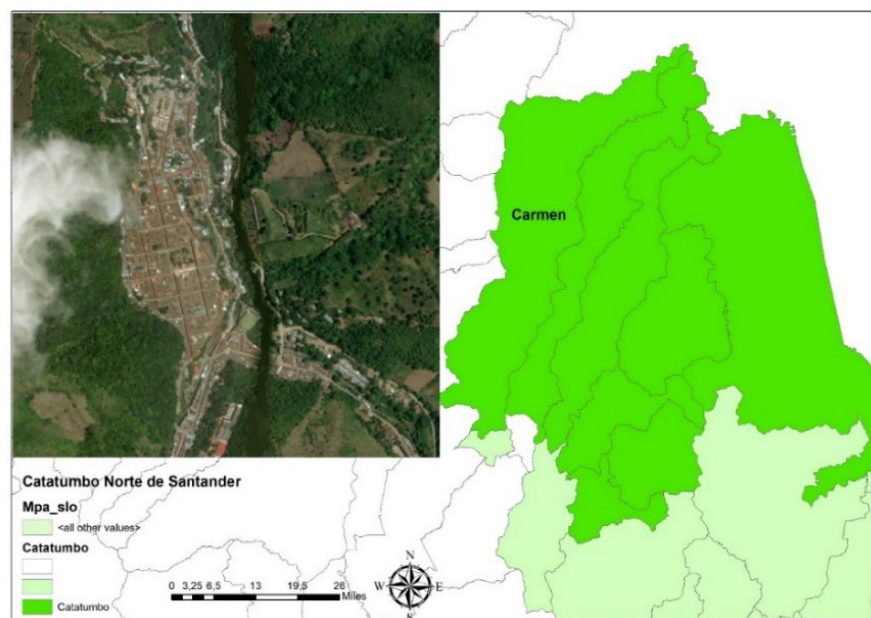 Carmen
Catatumbo Norte de Santander
Mpa_slo
<all other values>
Catatumbo
Catatumbo
0 3,25 6,5 13 19,5 26
Miles
N
W E
S